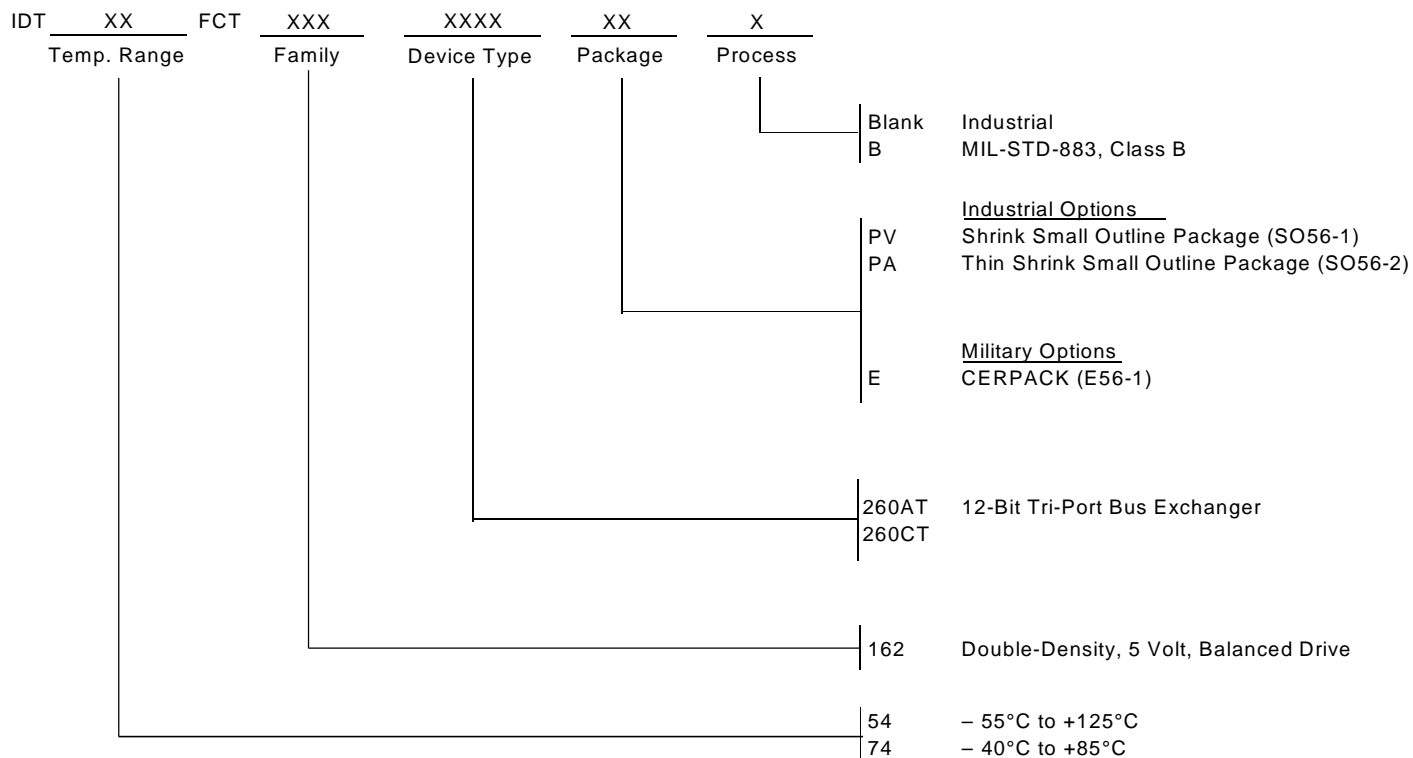 IDT XX FCT XXX XXXX XX X
Temp. Range Family Device Type Package Process
Blank Industrial
B MIL-STD-883, Class B
Industrial Options
PV Shrink Small Outline Package (SO56-1)
PA Thin Shrink Small Outline Package (SO56-2)
Military Options
E CERPACK (E56-1)
260AT 12-Bit Tri-Port Bus Exchanger
260CT
162 Double-Density, 5 Volt, Balanced Drive
54 – 55°C to +125°C
74 – 40°C to +85°C